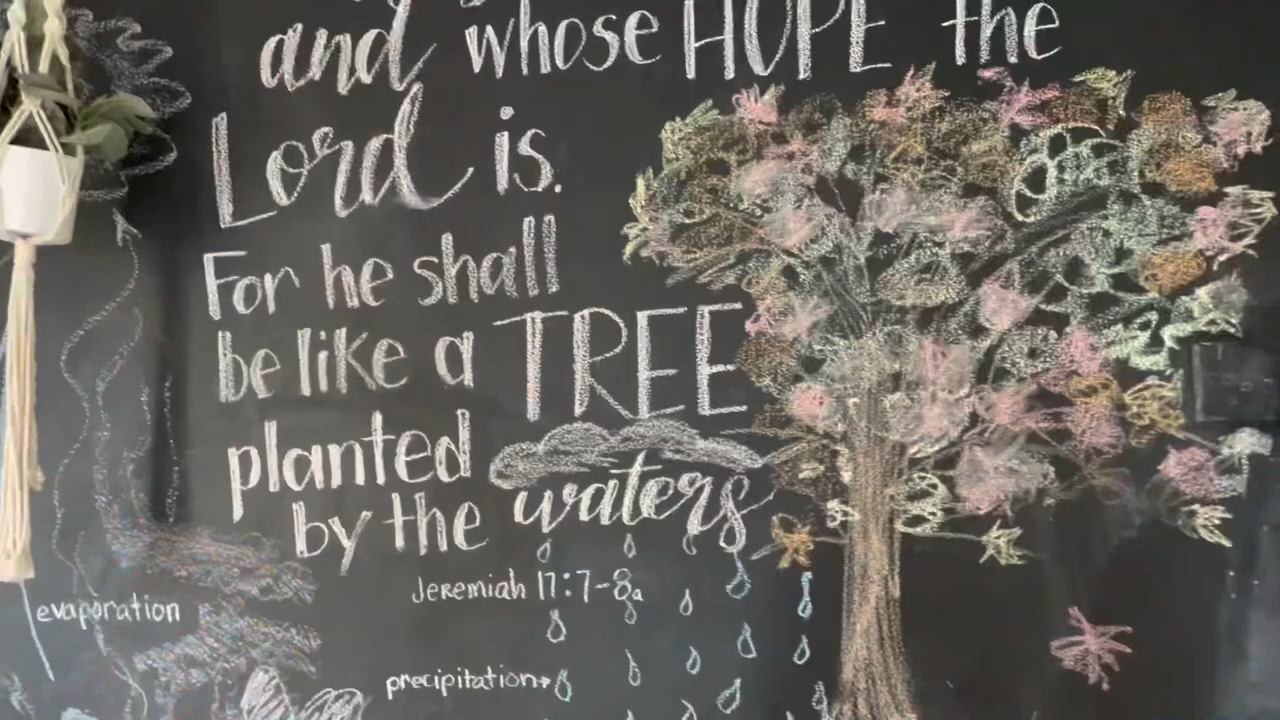 and whose HOPE the
Lord is.
For he shall
be like a TREE
planted
by the waters
Jeremiah 17:7-8a
evaporation
precipitation→